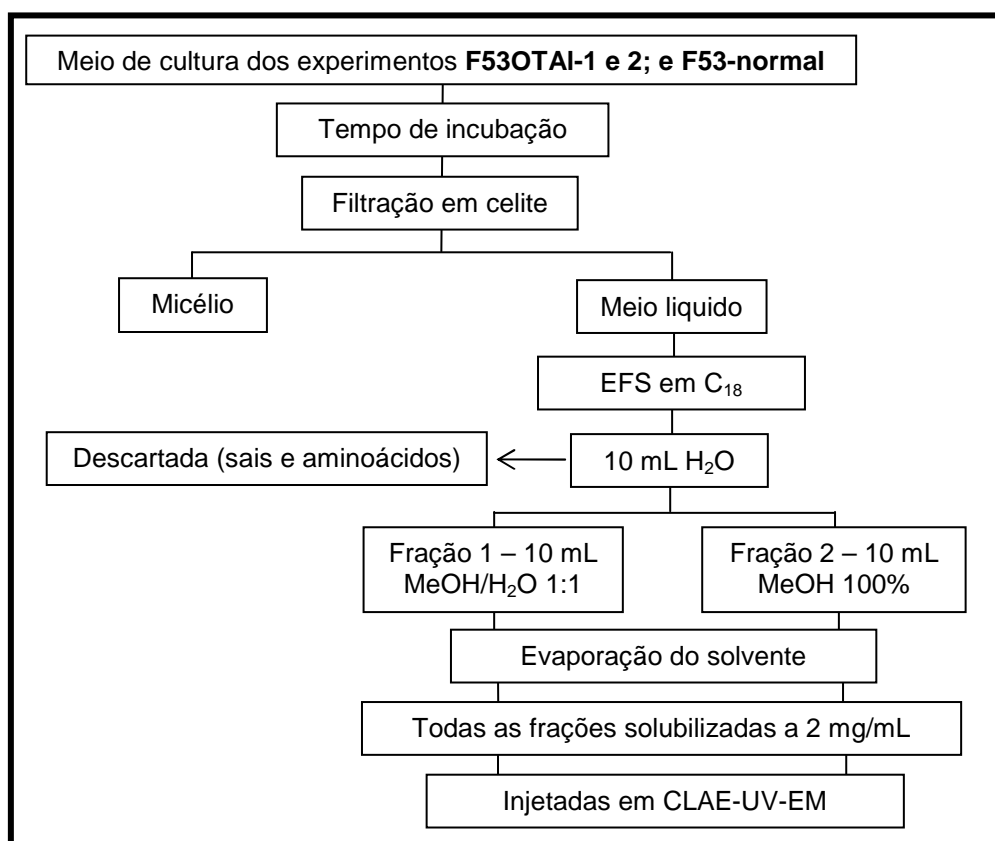 Meio de cultura dos experimentos F53OTAI-1 e 2; e F53-normal
Tempo de incubação
Filtração em celite
Micélio
Meio liquido
EFS em C₁₈
Descartada (sais e aminoácidos)
10 mL H₂O
Fração 1 – 10 mL
MeOH/H₂O 1:1
Fração 2 – 10 mL
MeOH 100%
Evaporação do solvente
Todas as frações solubilizadas a 2 mg/mL
Injetadas em CLAE-UV-EM